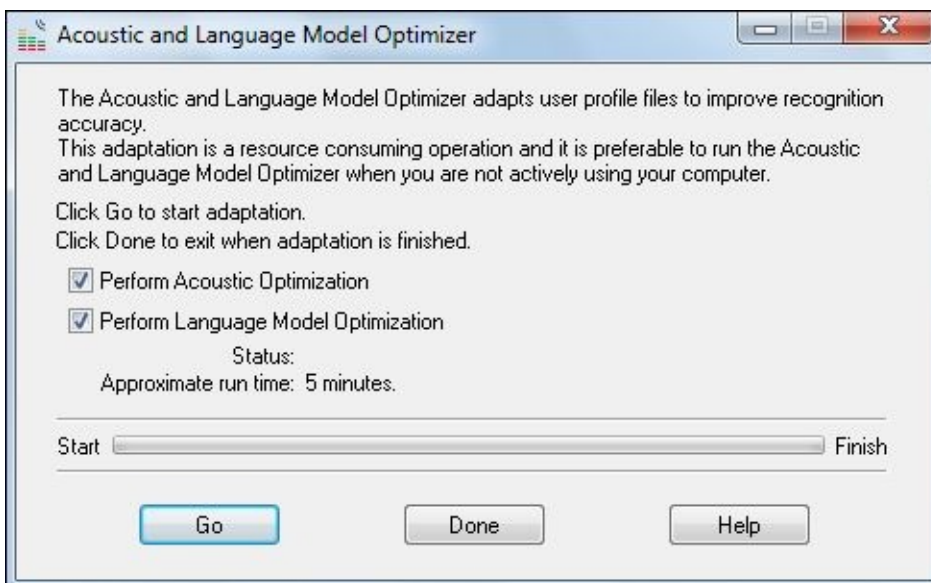 Acoustic and Language Model Optimizer
The Acoustic and Language Model Optimizer adapts user profile files to improve recognition
accuracy.
This adaptation is a resource consuming operation and it is preferable to run the Acoustic
and Language Model Optimizer when you are not actively using your computer.
Click Go to start adaptation.
Click Done to exit when adaptation is finished.
Perform Acoustic Optimization
Perform Language Model Optimization
Status:
Approximate run time: 5 minutes.
Start Finish
Go Done Help